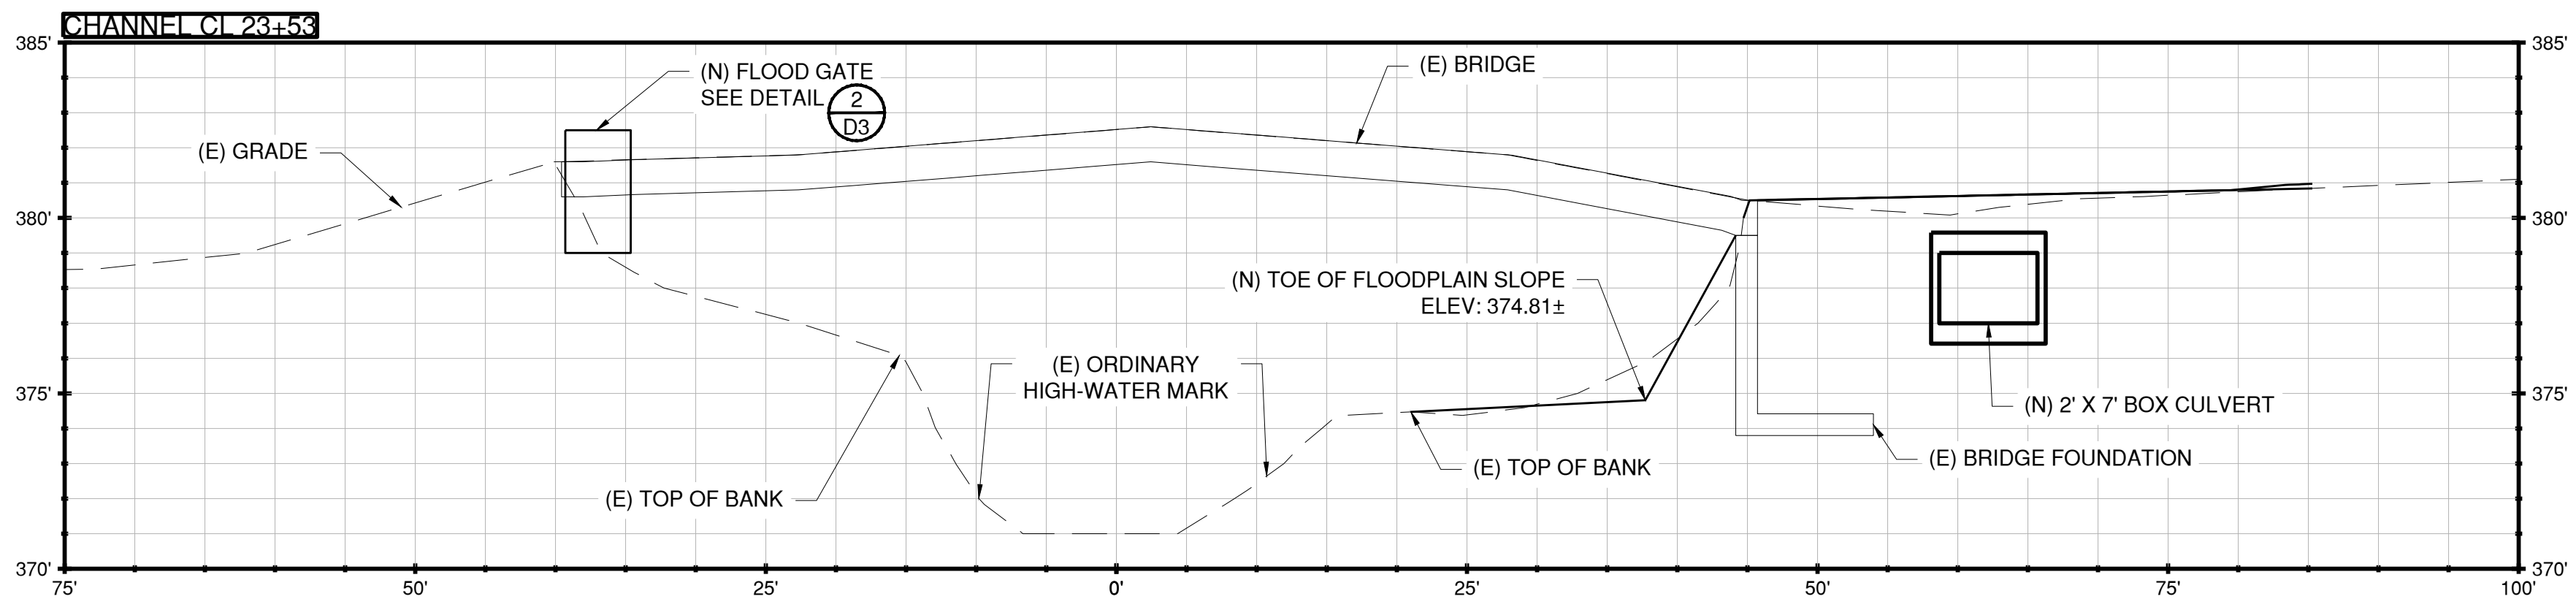 CHANNEL CL 23+53
385'
385'
(N) FLOOD GATE
SEE DETAIL
2
D3
(E) BRIDGE
(E) GRADE
380'
380'
(N) TOE OF FLOODPLAIN SLOPE
ELEV: 374.81±
(E) ORDINARY
HIGH-WATER MARK
375'
375'
(N) 2' X 7' BOX CULVERT
(E) TOP OF BANK
(E) BRIDGE FOUNDATION
(E) TOP OF BANK
370'
370'
75'
50'
25'
0'
25'
50'
75'
100'